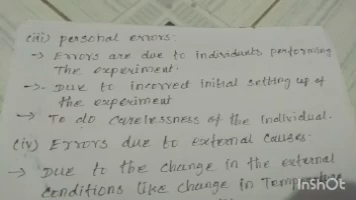 (iii) personal errors:
→ Errors are due to individuals performing
The experiment.
→. Due to incorrect initial setting up of
the experiment
→ To do carelessness of the individual.
(iv) Errors due to External Causes.
→ Due to the change in the external
Conditions like change in Temperature
InShOt